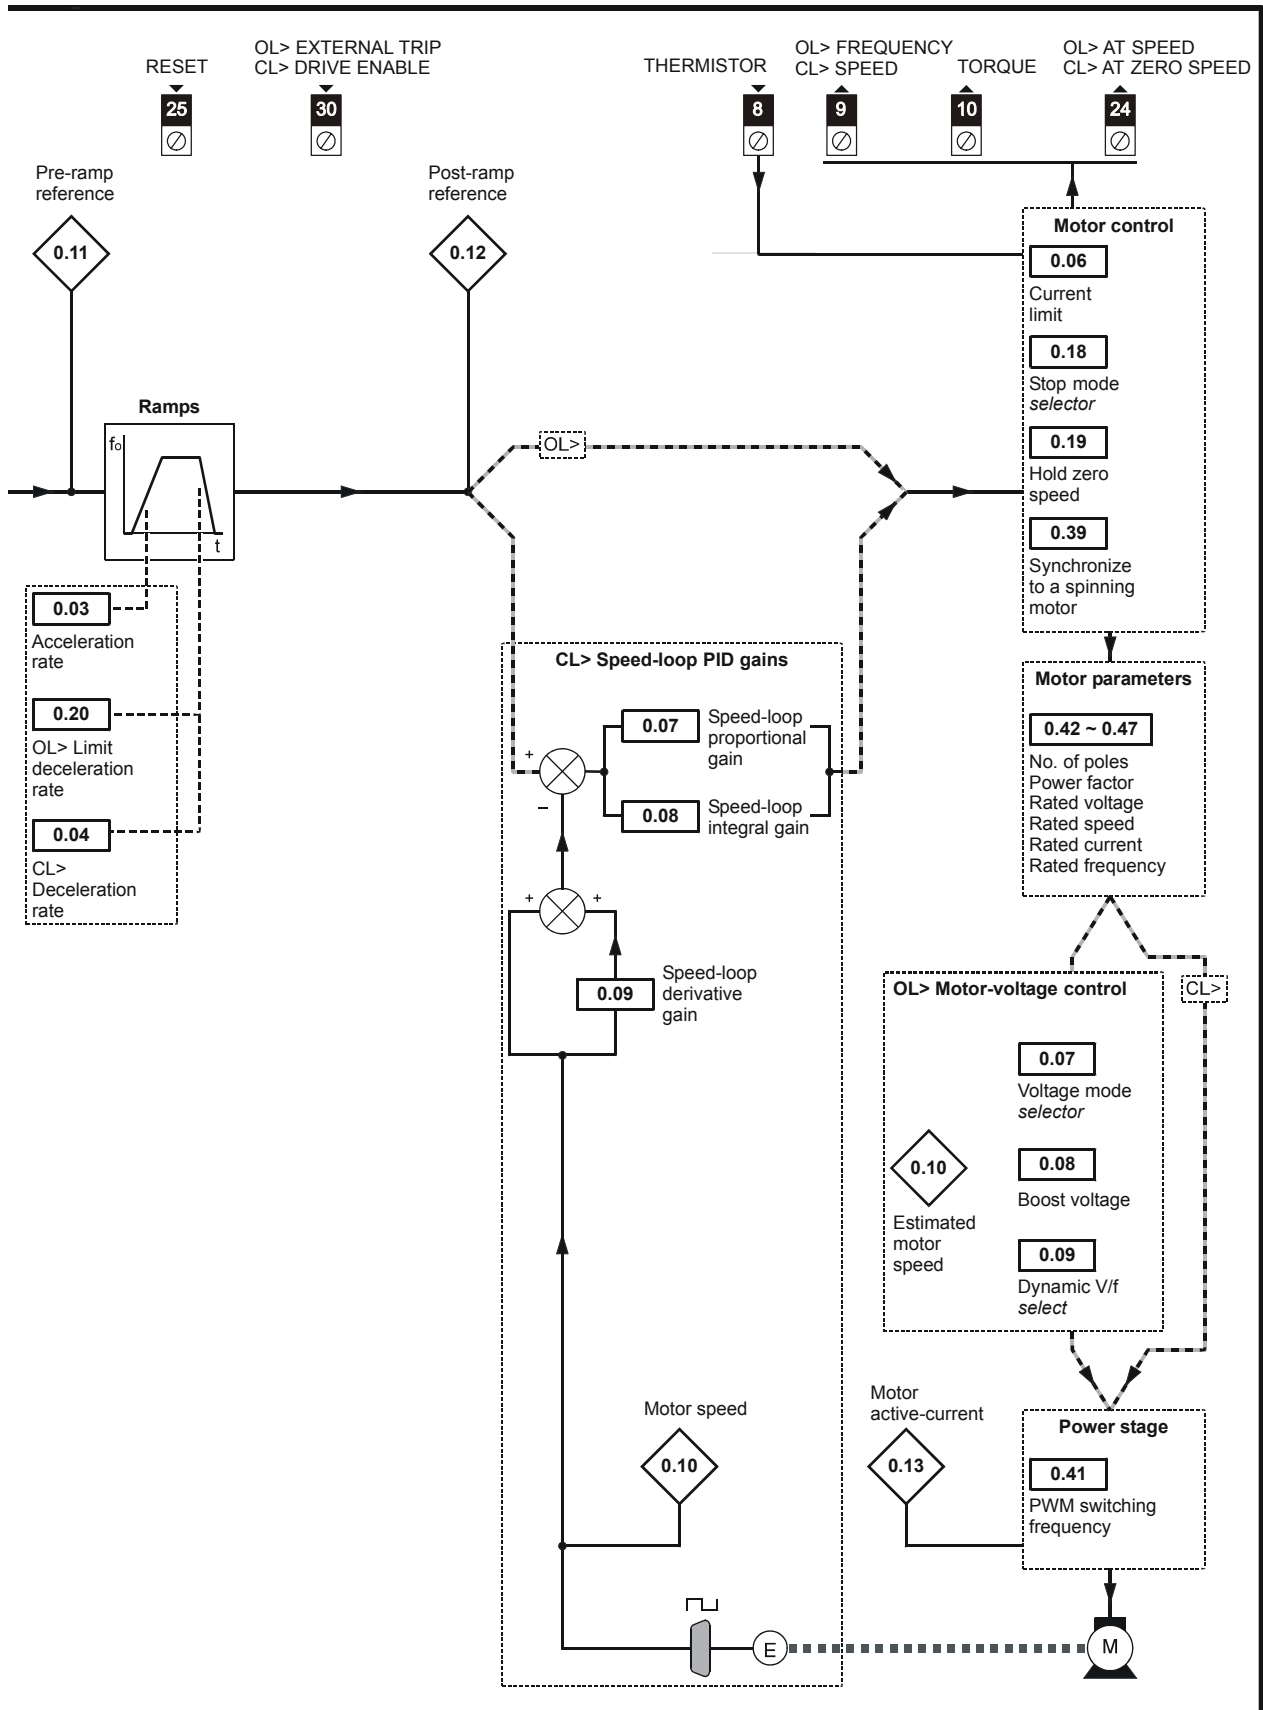 RESET
OL> EXTERNAL TRIP
CL> DRIVE ENABLE
THERMISTOR
OL> FREQUENCY
CL> SPEED
TORQUE
OL> AT SPEED
CL> AT ZERO SPEED
25
30
8
9
10
24
Pre-ramp
reference
0.11
Post-ramp
reference
0.12
Motor control
0.06
Current
limit
0.18
Stop mode
selector
0.19
Hold zero
speed
0.39
Synchronize
to a spinning
motor
Ramps
fo
t
OL>
0.03
Acceleration
rate
0.20
OL> Limit
deceleration
rate
0.04
CL>
Deceleration
rate
CL> Speed-loop PID gains
+
−
0.07
Speed-loop
proportional
gain
0.08
Speed-loop
integral gain
+
+
0.09
Speed-loop
derivative
gain
Motor parameters
0.42 ~ 0.47
No. of poles
Power factor
Rated voltage
Rated speed
Rated current
Rated frequency
OL> Motor-voltage control
CL>
0.07
Voltage mode
selector
0.10
Estimated
motor
speed
0.08
Boost voltage
0.09
Dynamic V/f
select
Motor speed
0.10
Motor
active-current
0.13
Power stage
0.41
PWM switching
frequency
E
M